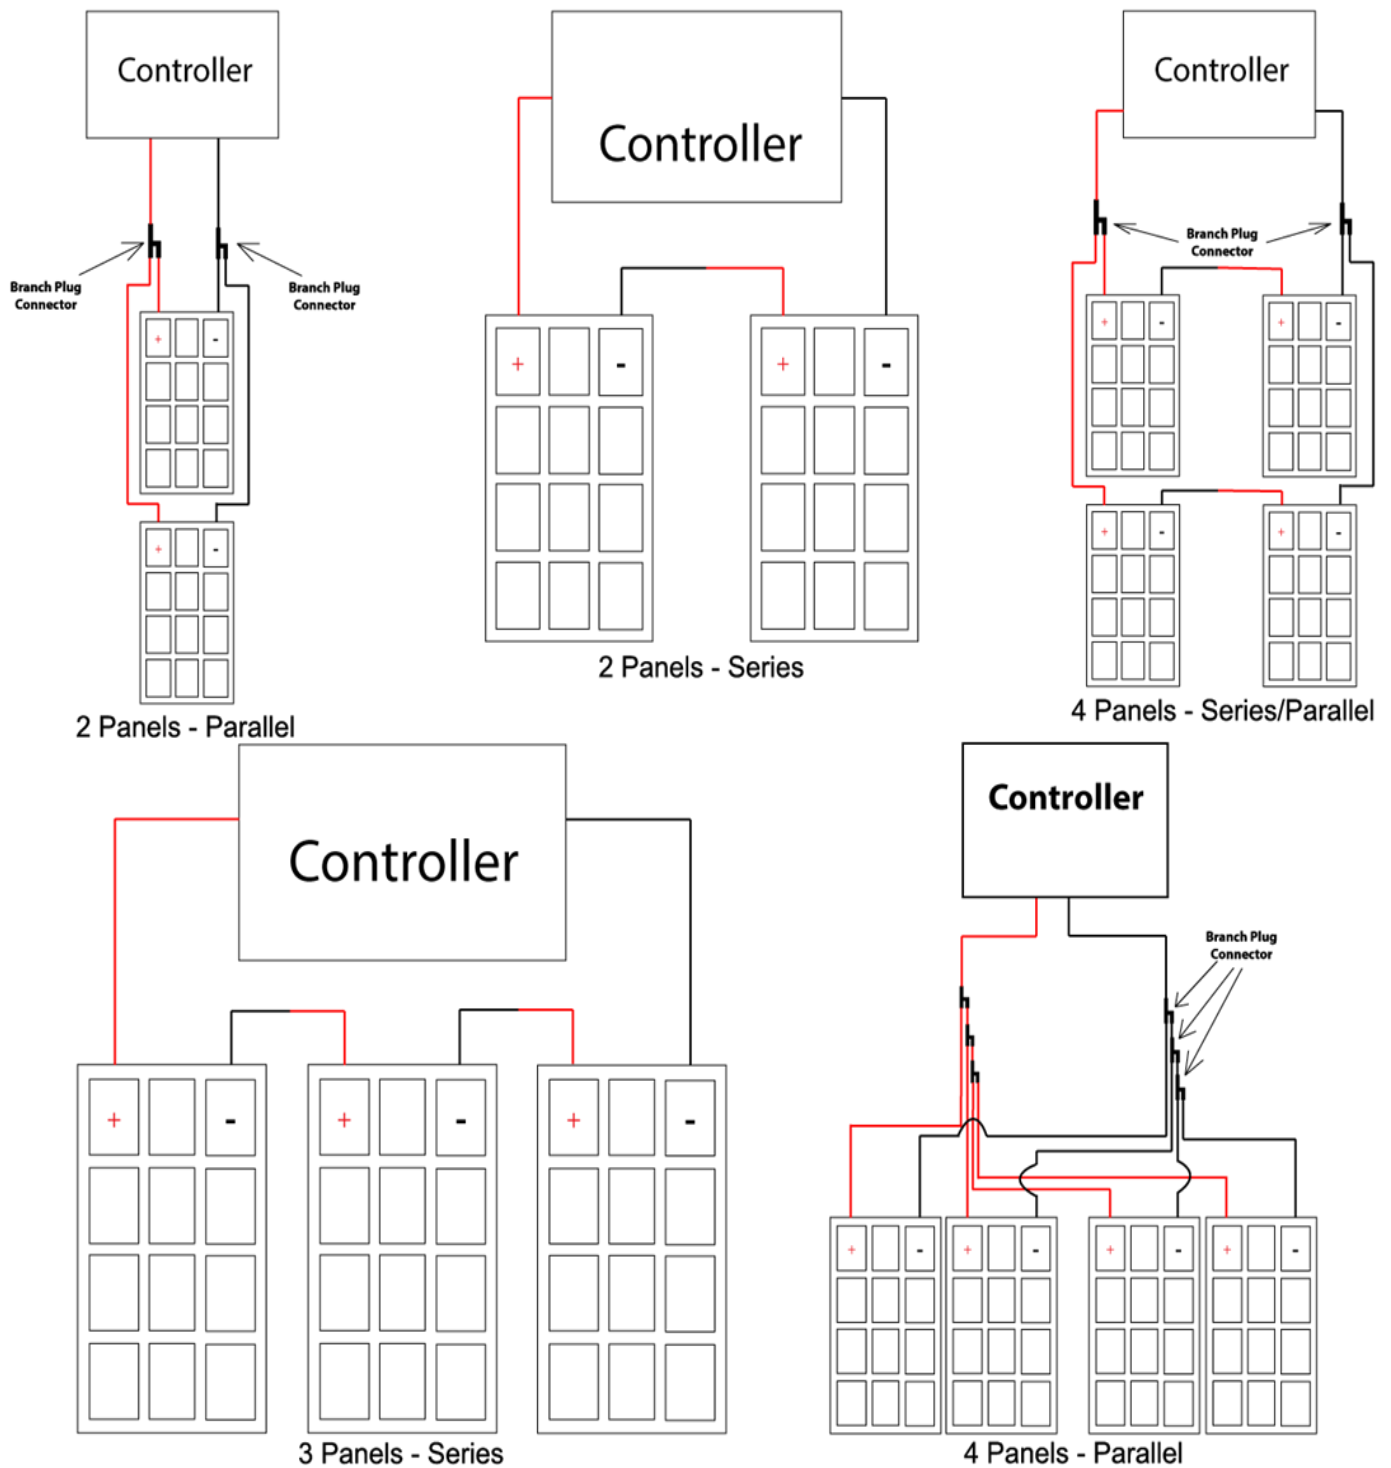 Controller
Branch Plug
Connector
Branch Plug
Connector
+
-
+
-
2 Panels - Parallel
Controller
+
-
+
-
2 Panels - Series
Controller
Branch Plug
Connector
+
-
+
-
+
-
+
-
4 Panels - Series/Parallel
Controller
+
-
+
-
+
-
3 Panels - Series
Controller
Branch Plug
Connector
+
-
+
-
+
-
+
-
4 Panels - Parallel